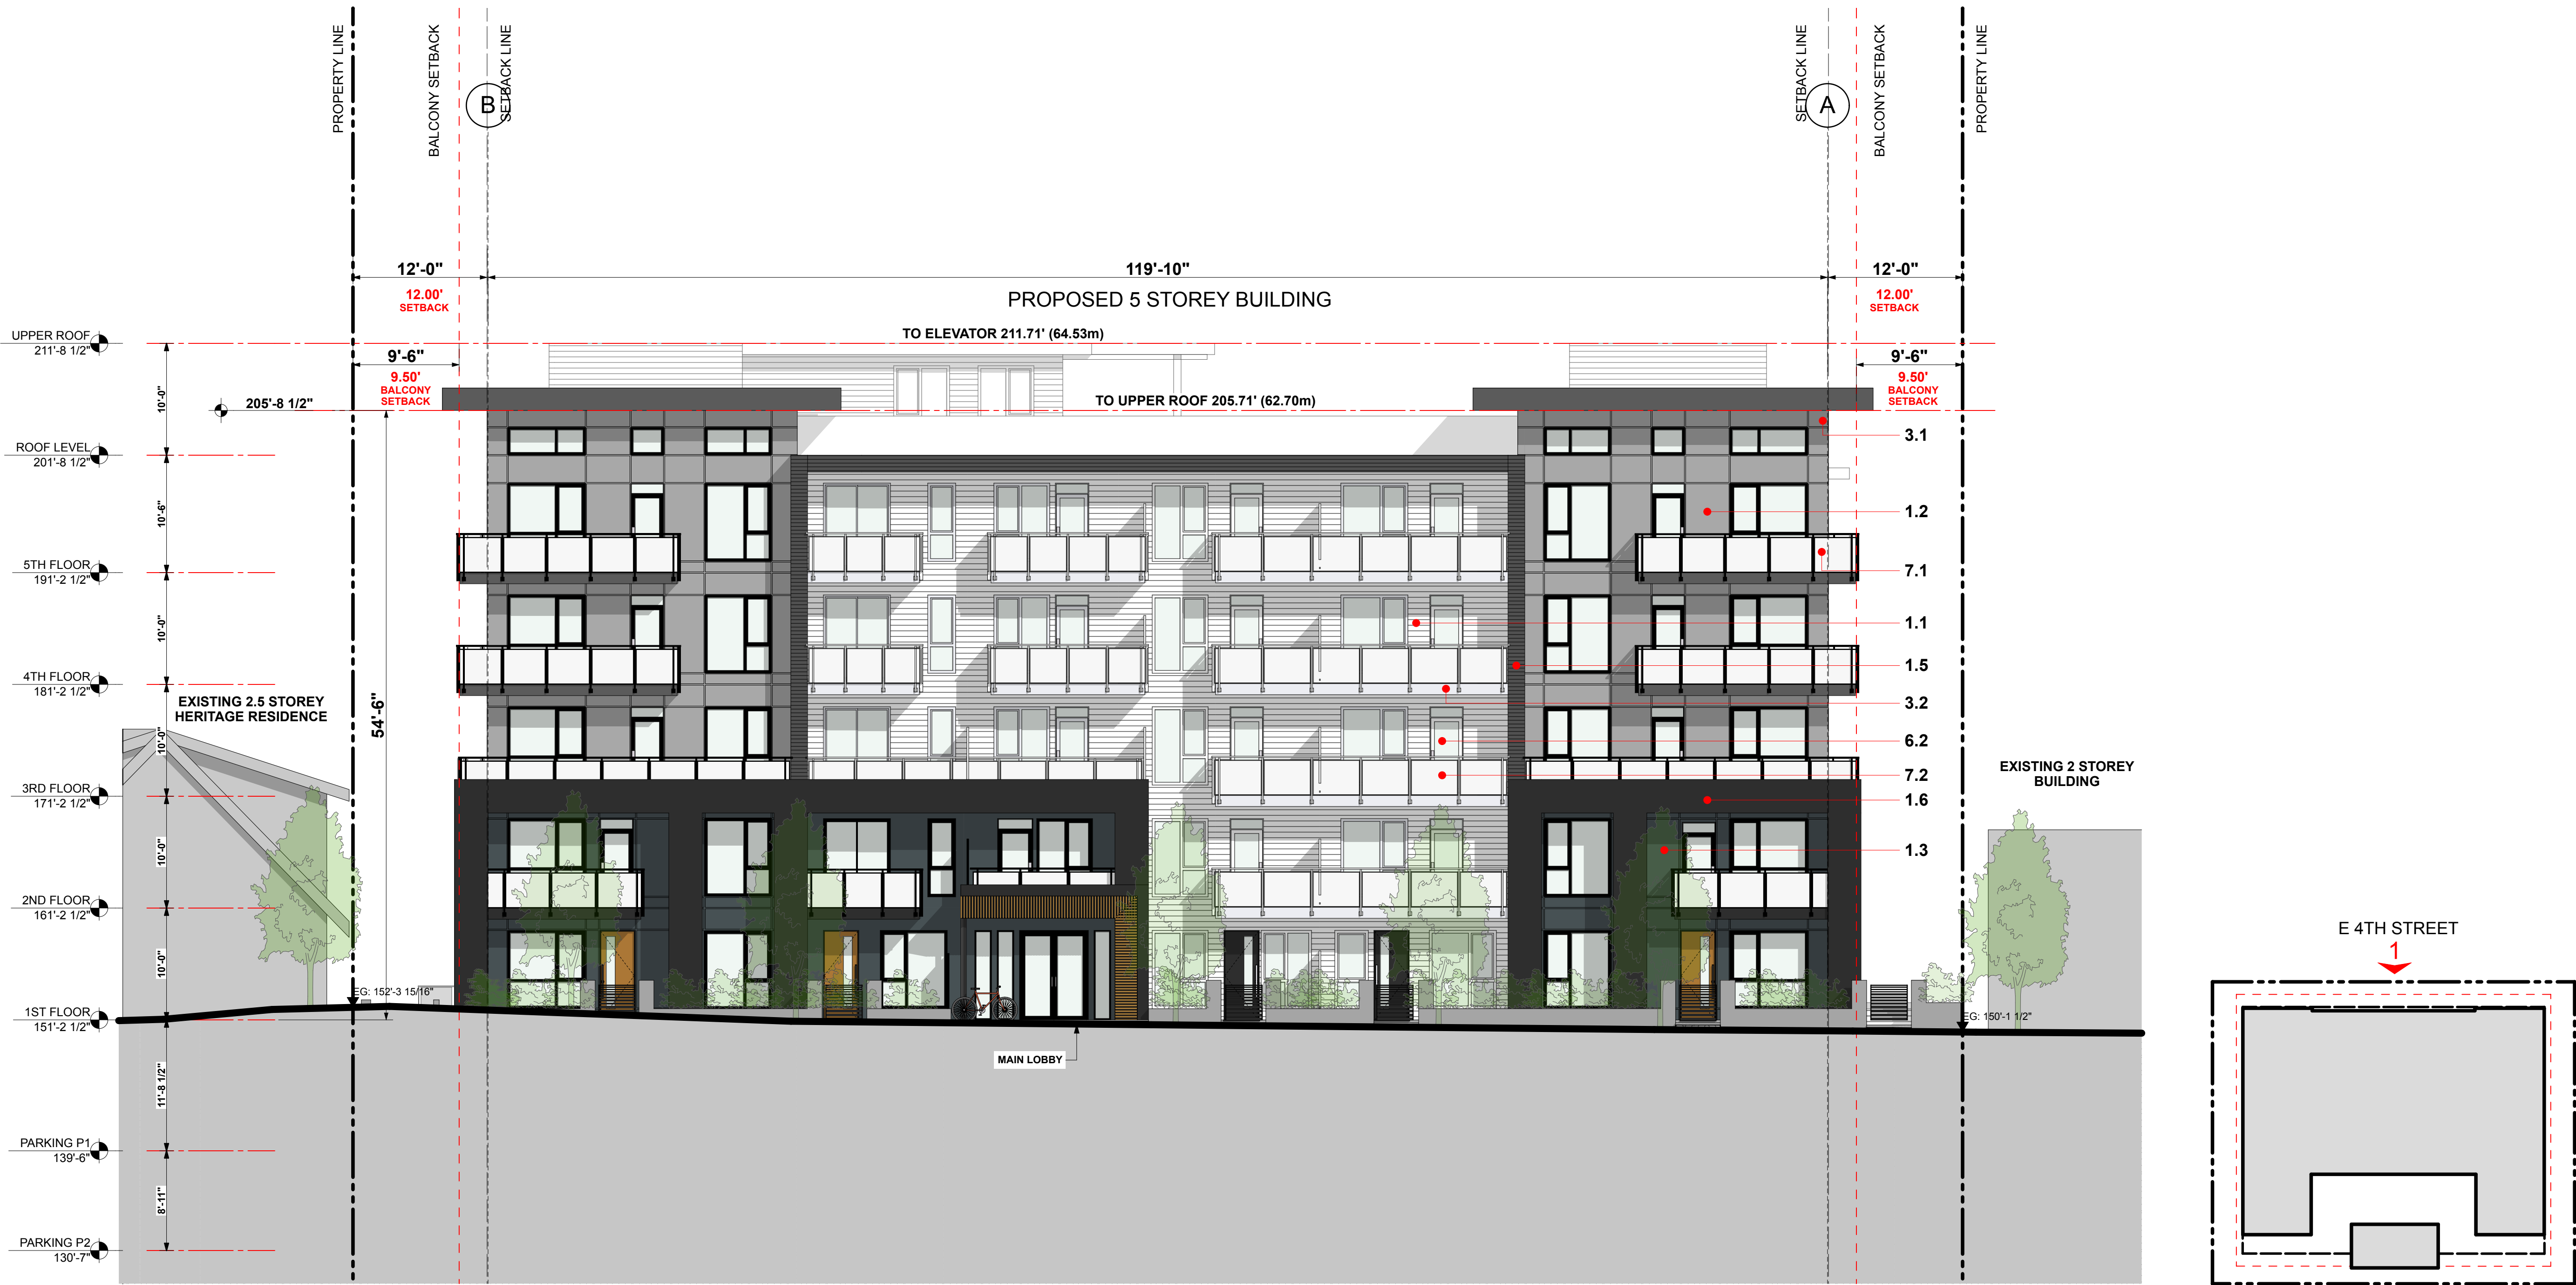 PROPERTY LINE
BALCONY SETBACK
B
SETBACK LINE
SETBACK LINE
A
BALCONY SETBACK
PROPERTY LINE
12'-0"
119'-10"
12'-0"
12.00'
SETBACK
PROPOSED 5 STOREY BUILDING
12.00'
SETBACK
UPPER ROOF
211'-8 1/2"
TO ELEVATOR 211.71' (64.53m)
9'-6"
9'-6"
9.50'
BALCONY
SETBACK
9.50'
BALCONY
SETBACK
10'-0"
205'-8 1/2"
TO UPPER ROOF 205.71' (62.70m)
3.1
ROOF LEVEL
201'-8 1/2"
10'-6"
1.2
5TH FLOOR
191'-2 1/2"
7.1
10'-0"
1.1
1.5
4TH FLOOR
181'-2 1/2"
3.2
EXISTING 2.5 STOREY
HERITAGE RESIDENCE
54'-6"
10'-0"
6.2
7.2
EXISTING 2 STOREY
BUILDING
3RD FLOOR
171'-2 1/2"
1.6
10'-0"
1.3
2ND FLOOR
161'-2 1/2"
E 4TH STREET
1
10'-0"
EG: 152'-3 15/16"
1ST FLOOR
151'-2 1/2"
EG: 150'-1 1/2"
MAIN LOBBY
11'-8 1/2"
PARKING P1
139'-6"
8'-11"
PARKING P2
130'-7"